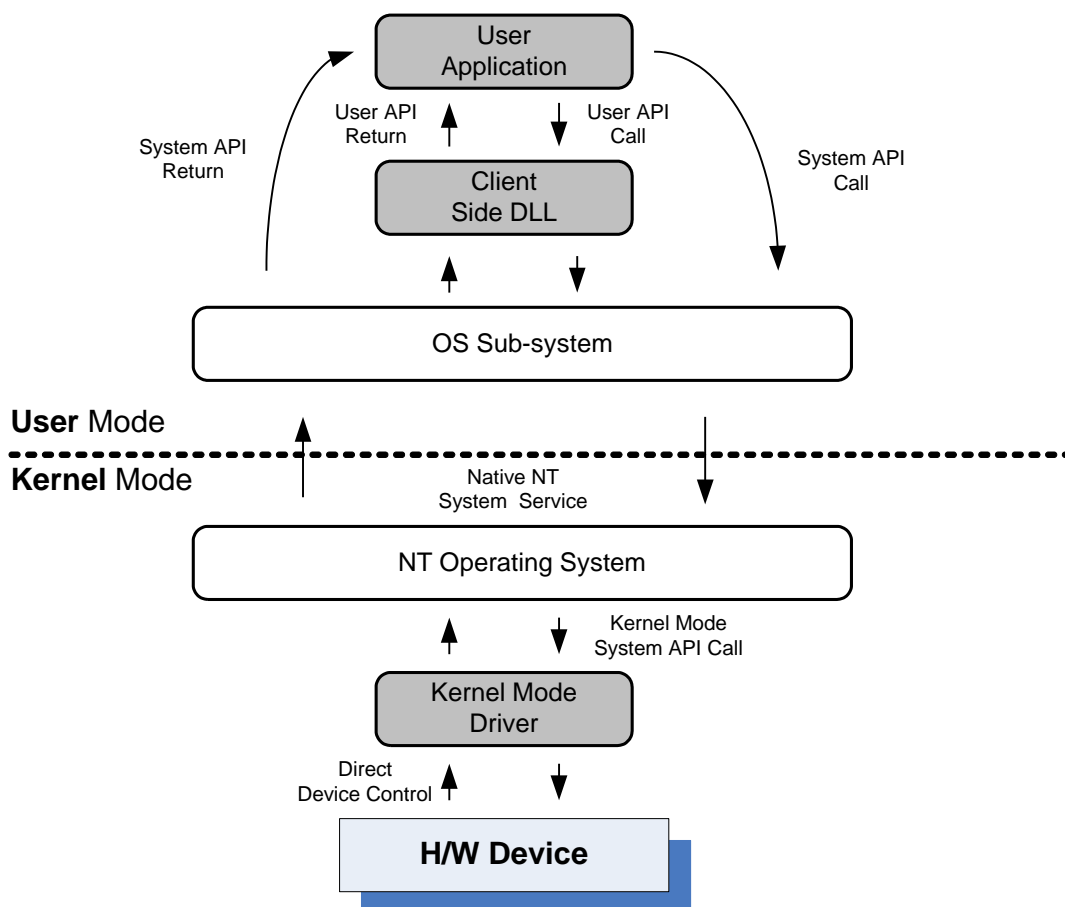 User
Application
User API
Return
User API
Call
System API
Return
System API
Call
Client
Side DLL
OS Sub-system
User Mode
Kernel Mode
Native NT
System Service
NT Operating System
Kernel Mode
System API Call
Kernel Mode
Driver
Direct
Device Control
H/W Device